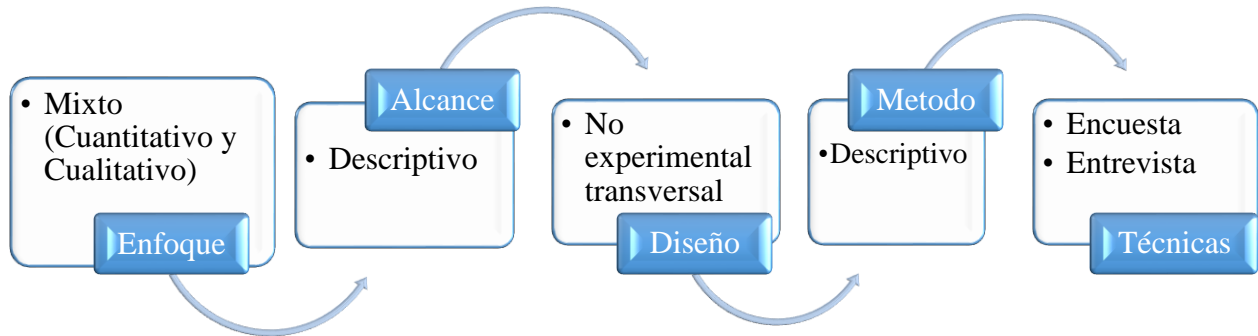 • Mixto
(Cuantitativo y
Cualitativo)
Enfoque
Alcance
• Descriptivo
• No
experimental
transversal
Diseño
Metodo
•Descriptivo
• Encuesta
• Entrevista
Técnicas